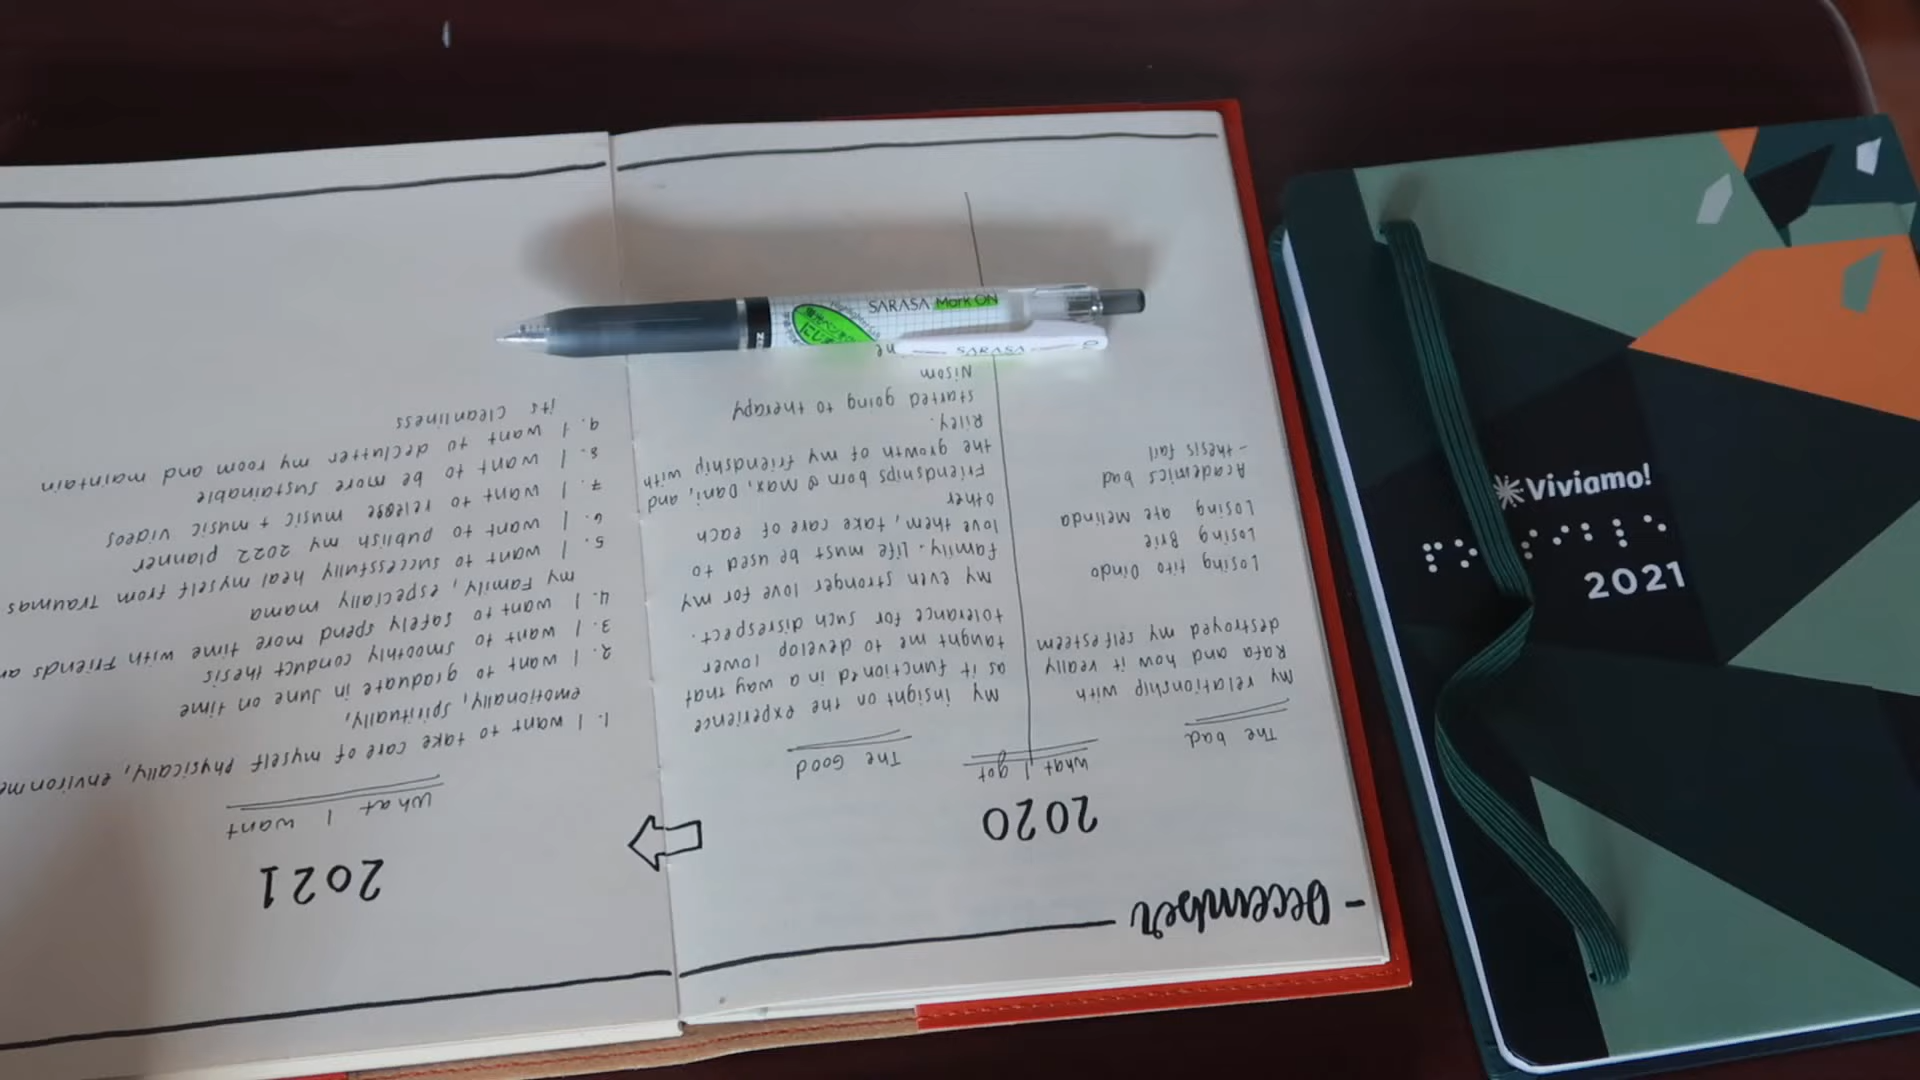 -December
2020
What I got
The bad
My relationship with
Rafa and how it really
destroyed my self esteem
Losing tito Dindo
Losing Brie
Losing ate Melinda
Academics bad
- thesis fail
The Good
My insight on the experience
as it functioned in a way that
taught me to develop lower
tolerance for such disrespect.
My even stronger love for my
Family. Life must be used to
love them, take care of each
other
Friendships born Max, Dani, and
the growth of my friendship with
Riley.
started going to therapy
Nisom
ne
2021
What I want
1. I want to take care of myself physically,
emotionally, spiritually,
2. I want to graduate in June on time
3. I want to smoothly conduct thesis
4. I want to safely spend more time with Friends
my Family, especially mama
5. I want to successfully heal myself from Traumas
6. I want to publish my 2022 planner
7. I want to release music + music videos
8. I want to be more sustainable
9. I want to declutter my room and maintain
its cleanliness
SARASA Mark ON
SARASA
Viviamo!
2021